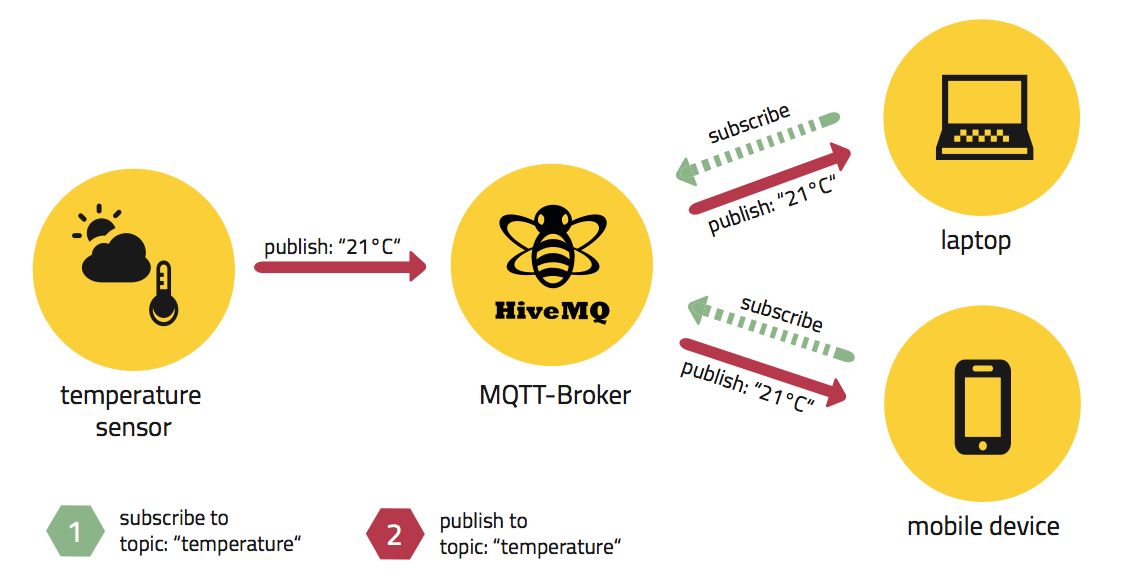 subscribe
publish: “21°C“
laptop
publish: “21°C“
HiveMQ
MQTT-Broker
temperature
sensor
subscribe
publish: “21°C“
mobile device
1
subscribe to
topic: “temperature“
2
publish to
topic: “temperature“